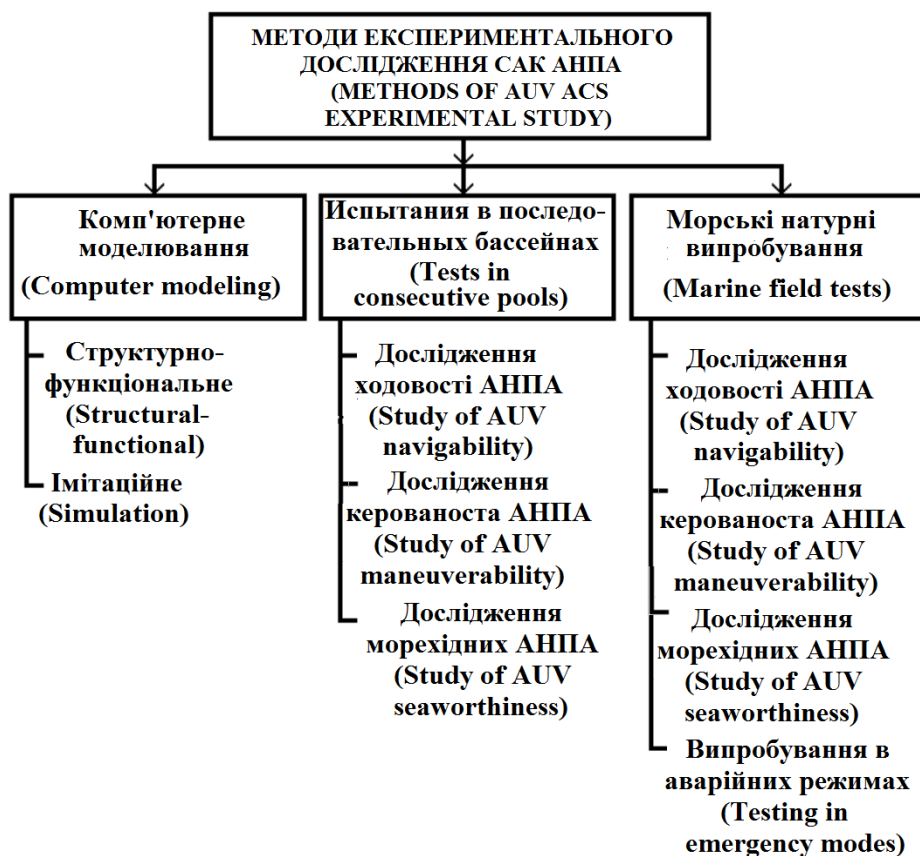 МЕТОДИ ЕКСПЕРИМЕНТАЛЬНОГО
ДОСЛІДЖЕННЯ САК АНПА
(METHODS OF AUV ACS
EXPERIMENTAL STUDY)
Комп'ютерне
моделювання
(Computer modeling)
Структурно-
функціональне
(Structural-
functional)
Імітаційне
(Simulation)
Испытания в последо-
вательных бассейнах
(Tests in
consecutive pools)
Дослідження
ходовості АНПА
(Study of AUV
navigability)
Дослідження
керованоста АНПА
(Study of AUV
maneuverability)
Дослідження
морехідних АНПА
(Study of AUV
seaworthiness)
Морські натурні
випробування
(Marine field tests)
Дослідження
ходовості АНПА
(Study of AUV
navigability)
Дослідження
керованоста АНПА
(Study of AUV
maneuverability)
Дослідження
морехідних АНПА
(Study of AUV
seaworthiness)
Випробування в
аварійних режимах
(Testing in
emergency modes)